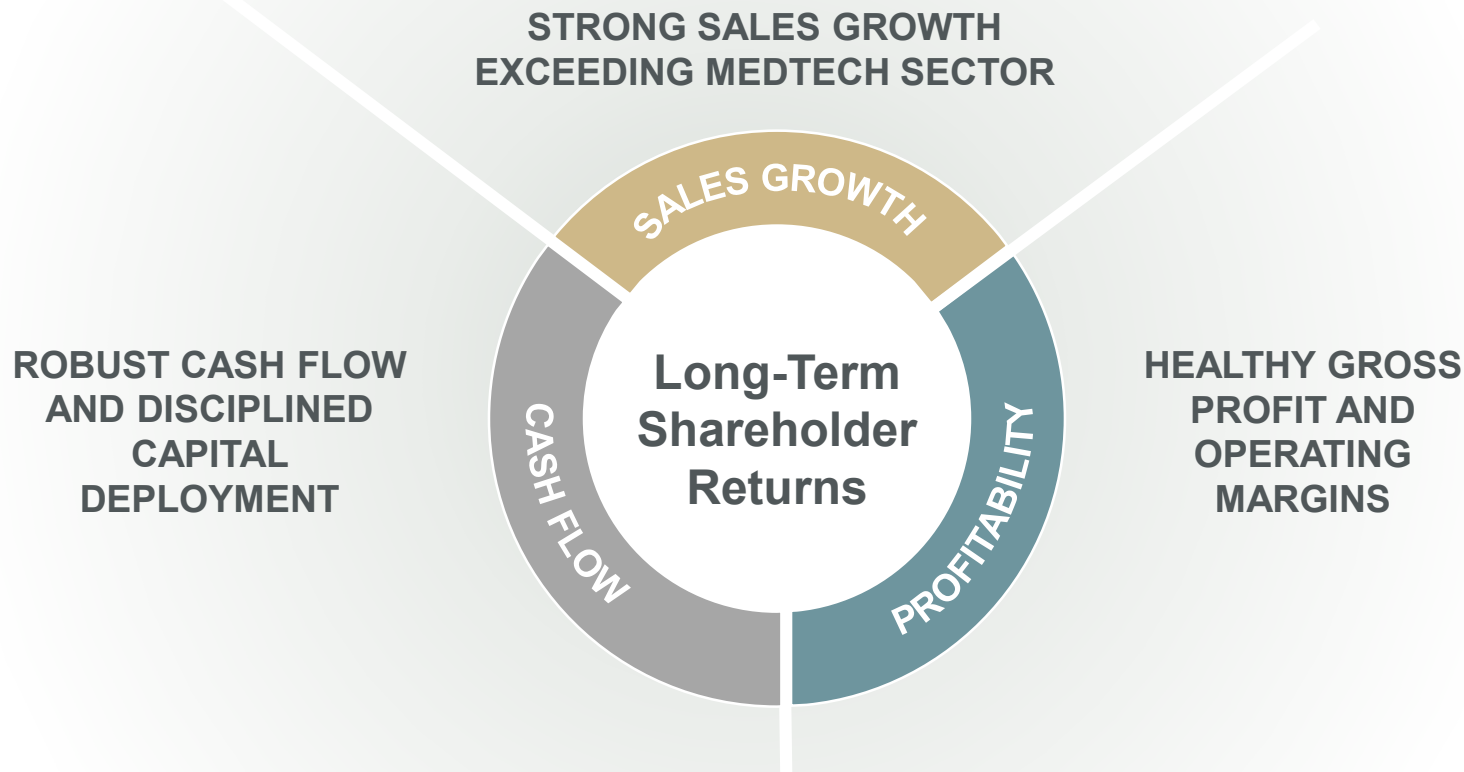 STRONG SALES GROWTH
EXCEEDING MEDTECH SECTOR
SALES GROWTH
ROBUST CASH FLOW
AND DISCIPLINED
CAPITAL
DEPLOYMENT
CASH FLOW
Long-Term
Shareholder
Returns
PROFITABILITY
HEALTHY GROSS
PROFIT AND
OPERATING
MARGINS